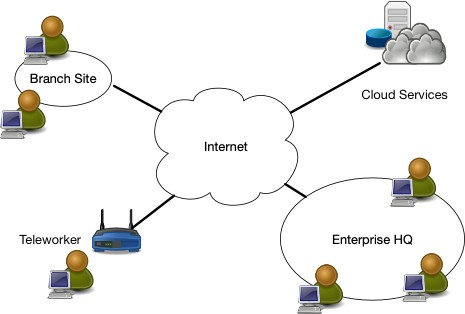 Branch Site
Cloud Services
Internet
Teleworker
Enterprise HQ